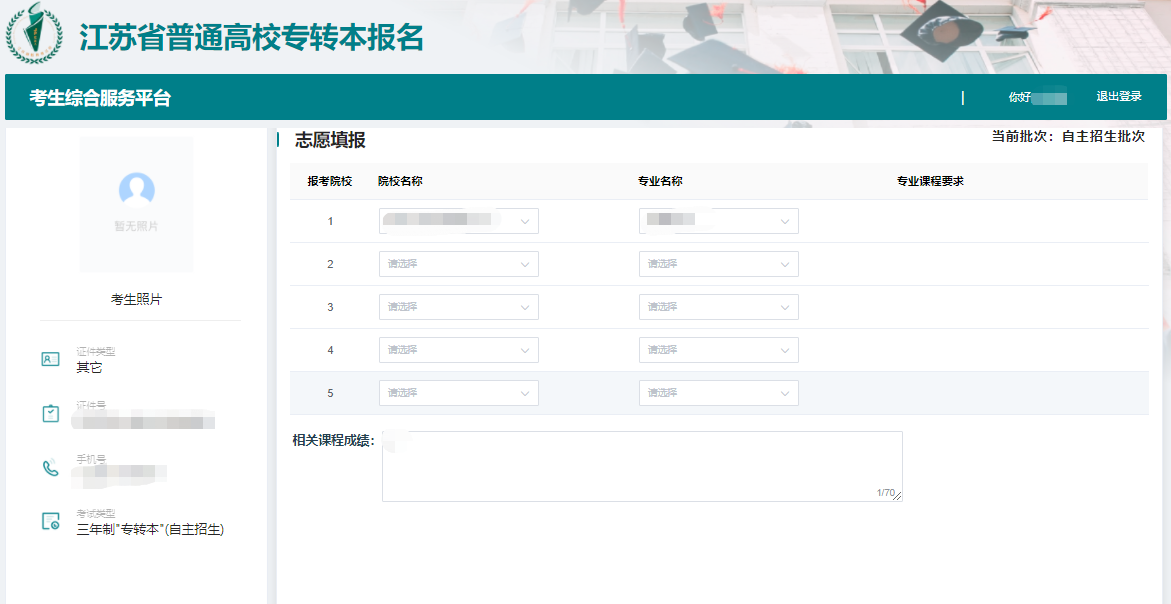 江苏省普通高校专转本报名
考生综合服务平台
|
你好
退出登录
暂无照片
考生照片
证件类型
其它
证件号
手机号
考试类型
三年制"专转本"(自主招生)
志愿填报
当前批次：自主招生批次
报考院校 院校名称 专业名称 专业课程要求
1
2 请选择 请选择
3 请选择 请选择
4 请选择 请选择
5 请选择 请选择
相关课程成绩：
1/70